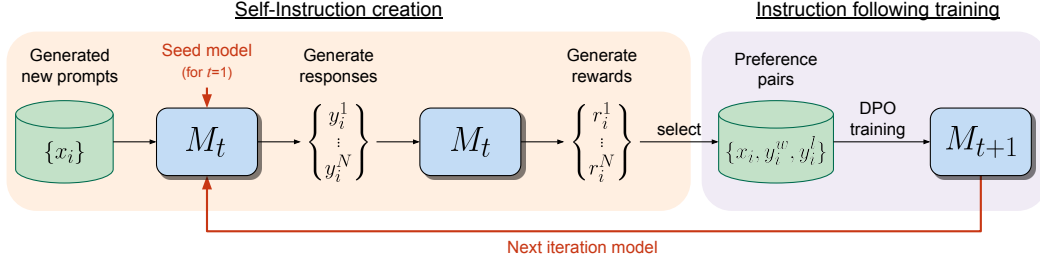 Self-Instruction creation
Instruction following training
Generated
new prompts
Seed model
(for t=1)
Generate
responses
Generate
rewards
Preference
pairs
{x_i}
M_t
{y_i^1
⋮
y_i^N}
M_t
{r_i^1
⋮
r_i^N}
select
{x_i, y_i^w, y_i^l}
DPO
training
M_{t+1}
Next iteration model